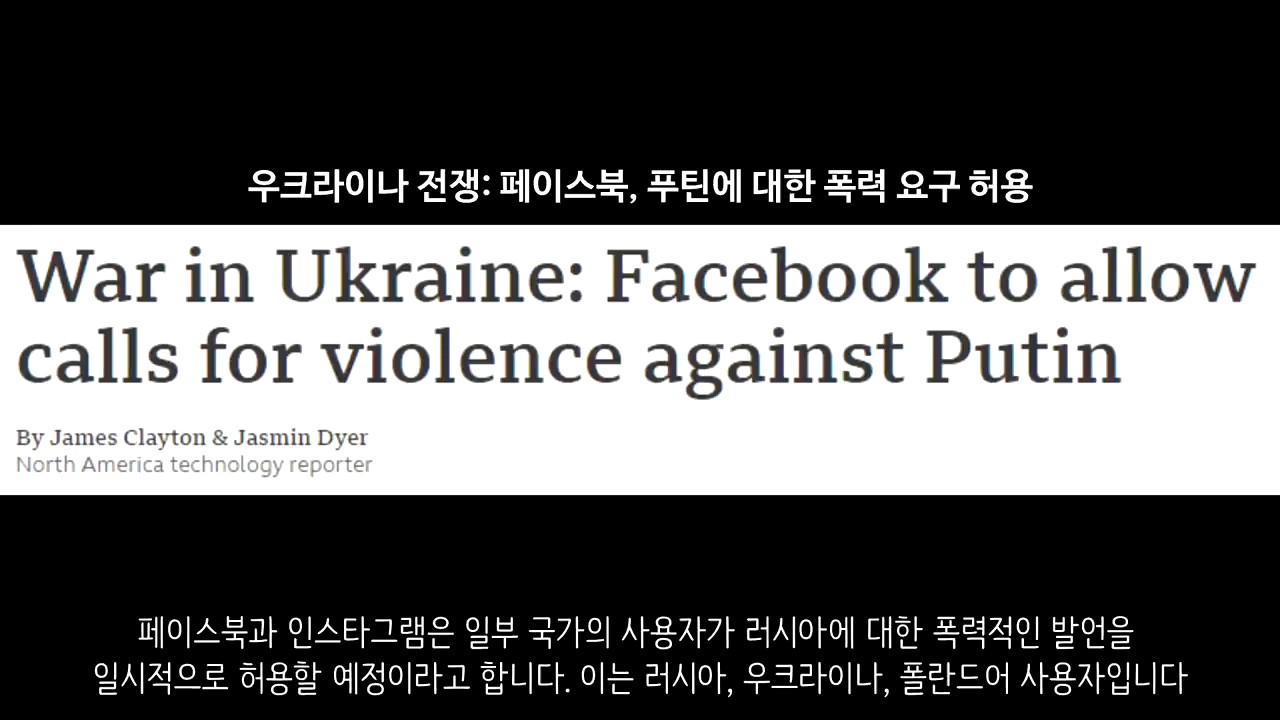 우크라이나 전쟁: 페이스북, 푸틴에 대한 폭력 요구 허용
War in Ukraine: Facebook to allow
calls for violence against Putin
By James Clayton & Jasmin Dyer
North America technology reporter
페이스북과 인스타그램은 일부 국가의 사용자가 러시아에 대한 폭력적인 발언을
일시적으로 허용할 예정이라고 합니다. 이는 러시아, 우크라이나, 폴란드어 사용자입니다